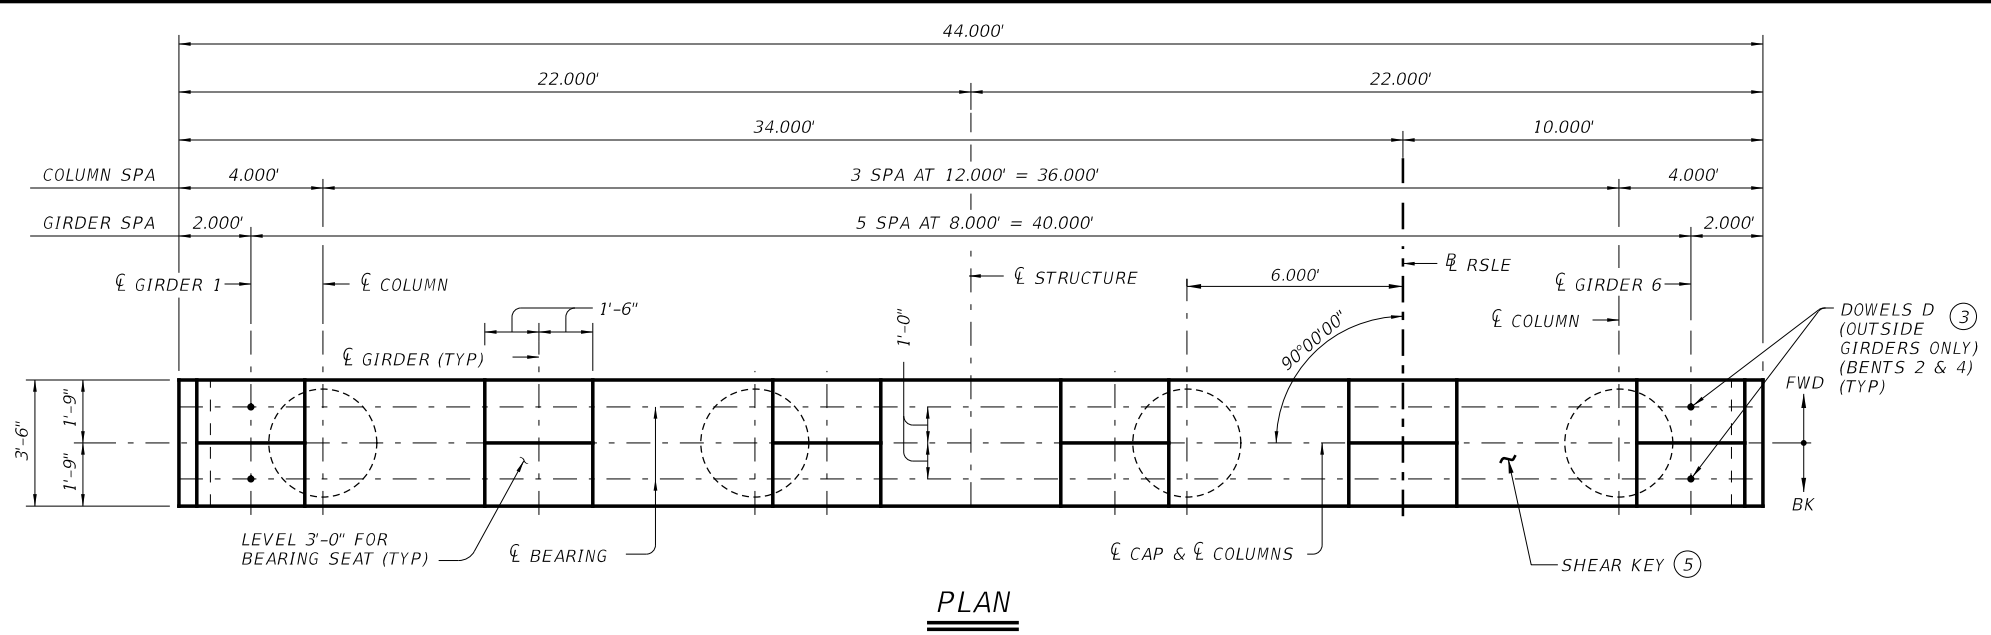 44.000'
22.000' 22.000'
34.000' 10.000'
COLUMN SPA 4.000' 3 SPA AT 12.000' = 36.000' 4.000'
GIRDER SPA 2.000' 5 SPA AT 8.000' = 40.000' 2.000'
℄ GIRDER 1
℄ COLUMN
℄ STRUCTURE
6.000'
BL RSLE
℄ GIRDER 6
1'-6"
℄ GIRDER (TYP)
1'-0"
90°00'00"
℄ COLUMN
DOWELS D 3
(OUTSIDE
GIRDERS ONLY)
(BENTS 2 & 4)
(TYP)
FWD
BK
3'-6"
1'-9"
1'-9"
LEVEL 3'-0" FOR
BEARING SEAT (TYP)
℄ BEARING
℄ CAP & ℄ COLUMNS
SHEAR KEY 5
PLAN